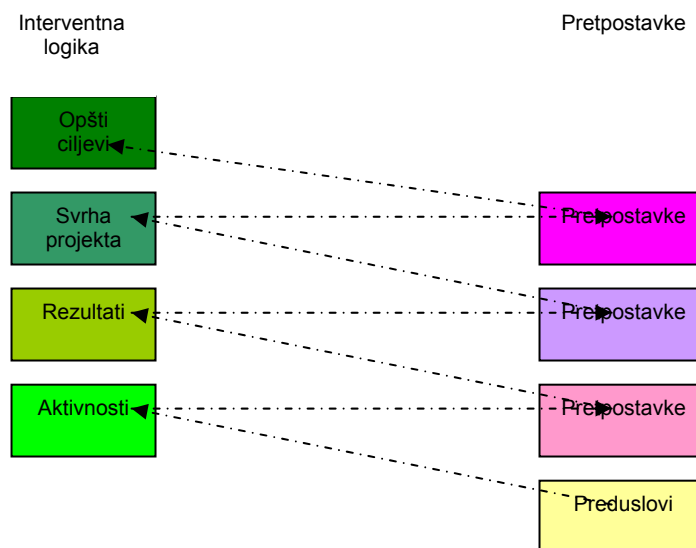 Interventna
logika
Pretpostavke
Opšti
ciljevi
Svrha
projekta
Pretpostavke
Rezultati
Pretpostavke
Aktivnosti
Pretpostavke
Preduslovi